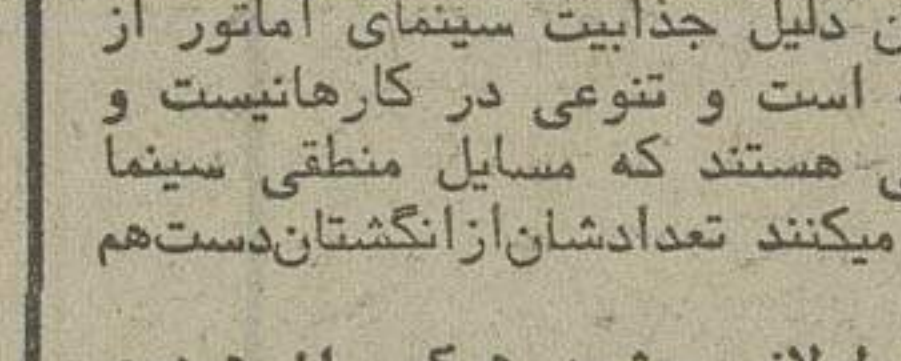 دلیل جذابیت سینمای آماتور از
است و تنوعی در کارهانیست و
هستند که مسایل منطقی سینما
میکنند تعدادشان از انگشتان دست هم